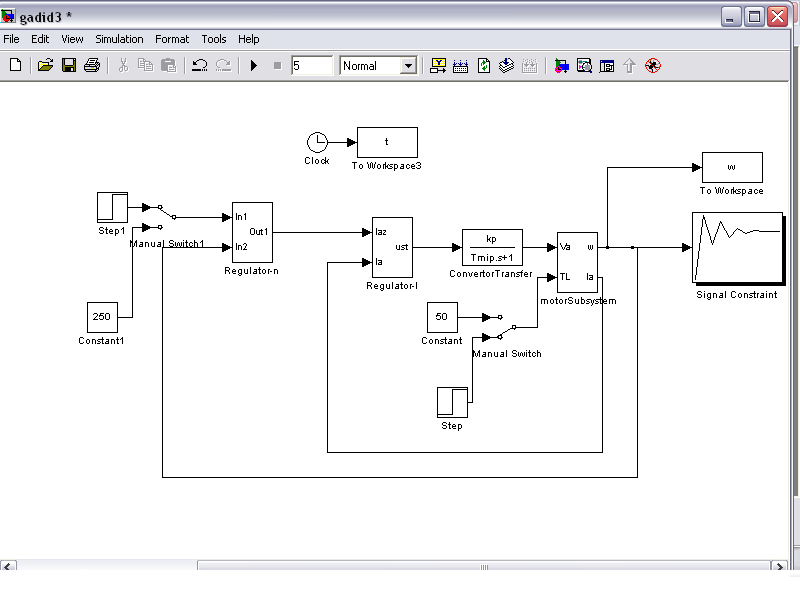 gadid3 *
File Edit View Simulation Format Tools Help
5 Normal
t
Clock
To Workspace3
w
To Workspace
Step1
Manual Switch1
In1
Out1
In2
Regulator-n
Iaz
ust
Ia
Regulator-I
kp
Tmip.s+1
ConvertorTransfer
Va w
TL Ia
motorSubsystem
Signal Constraint
250
Constant1
50
Constant
Manual Switch
Step